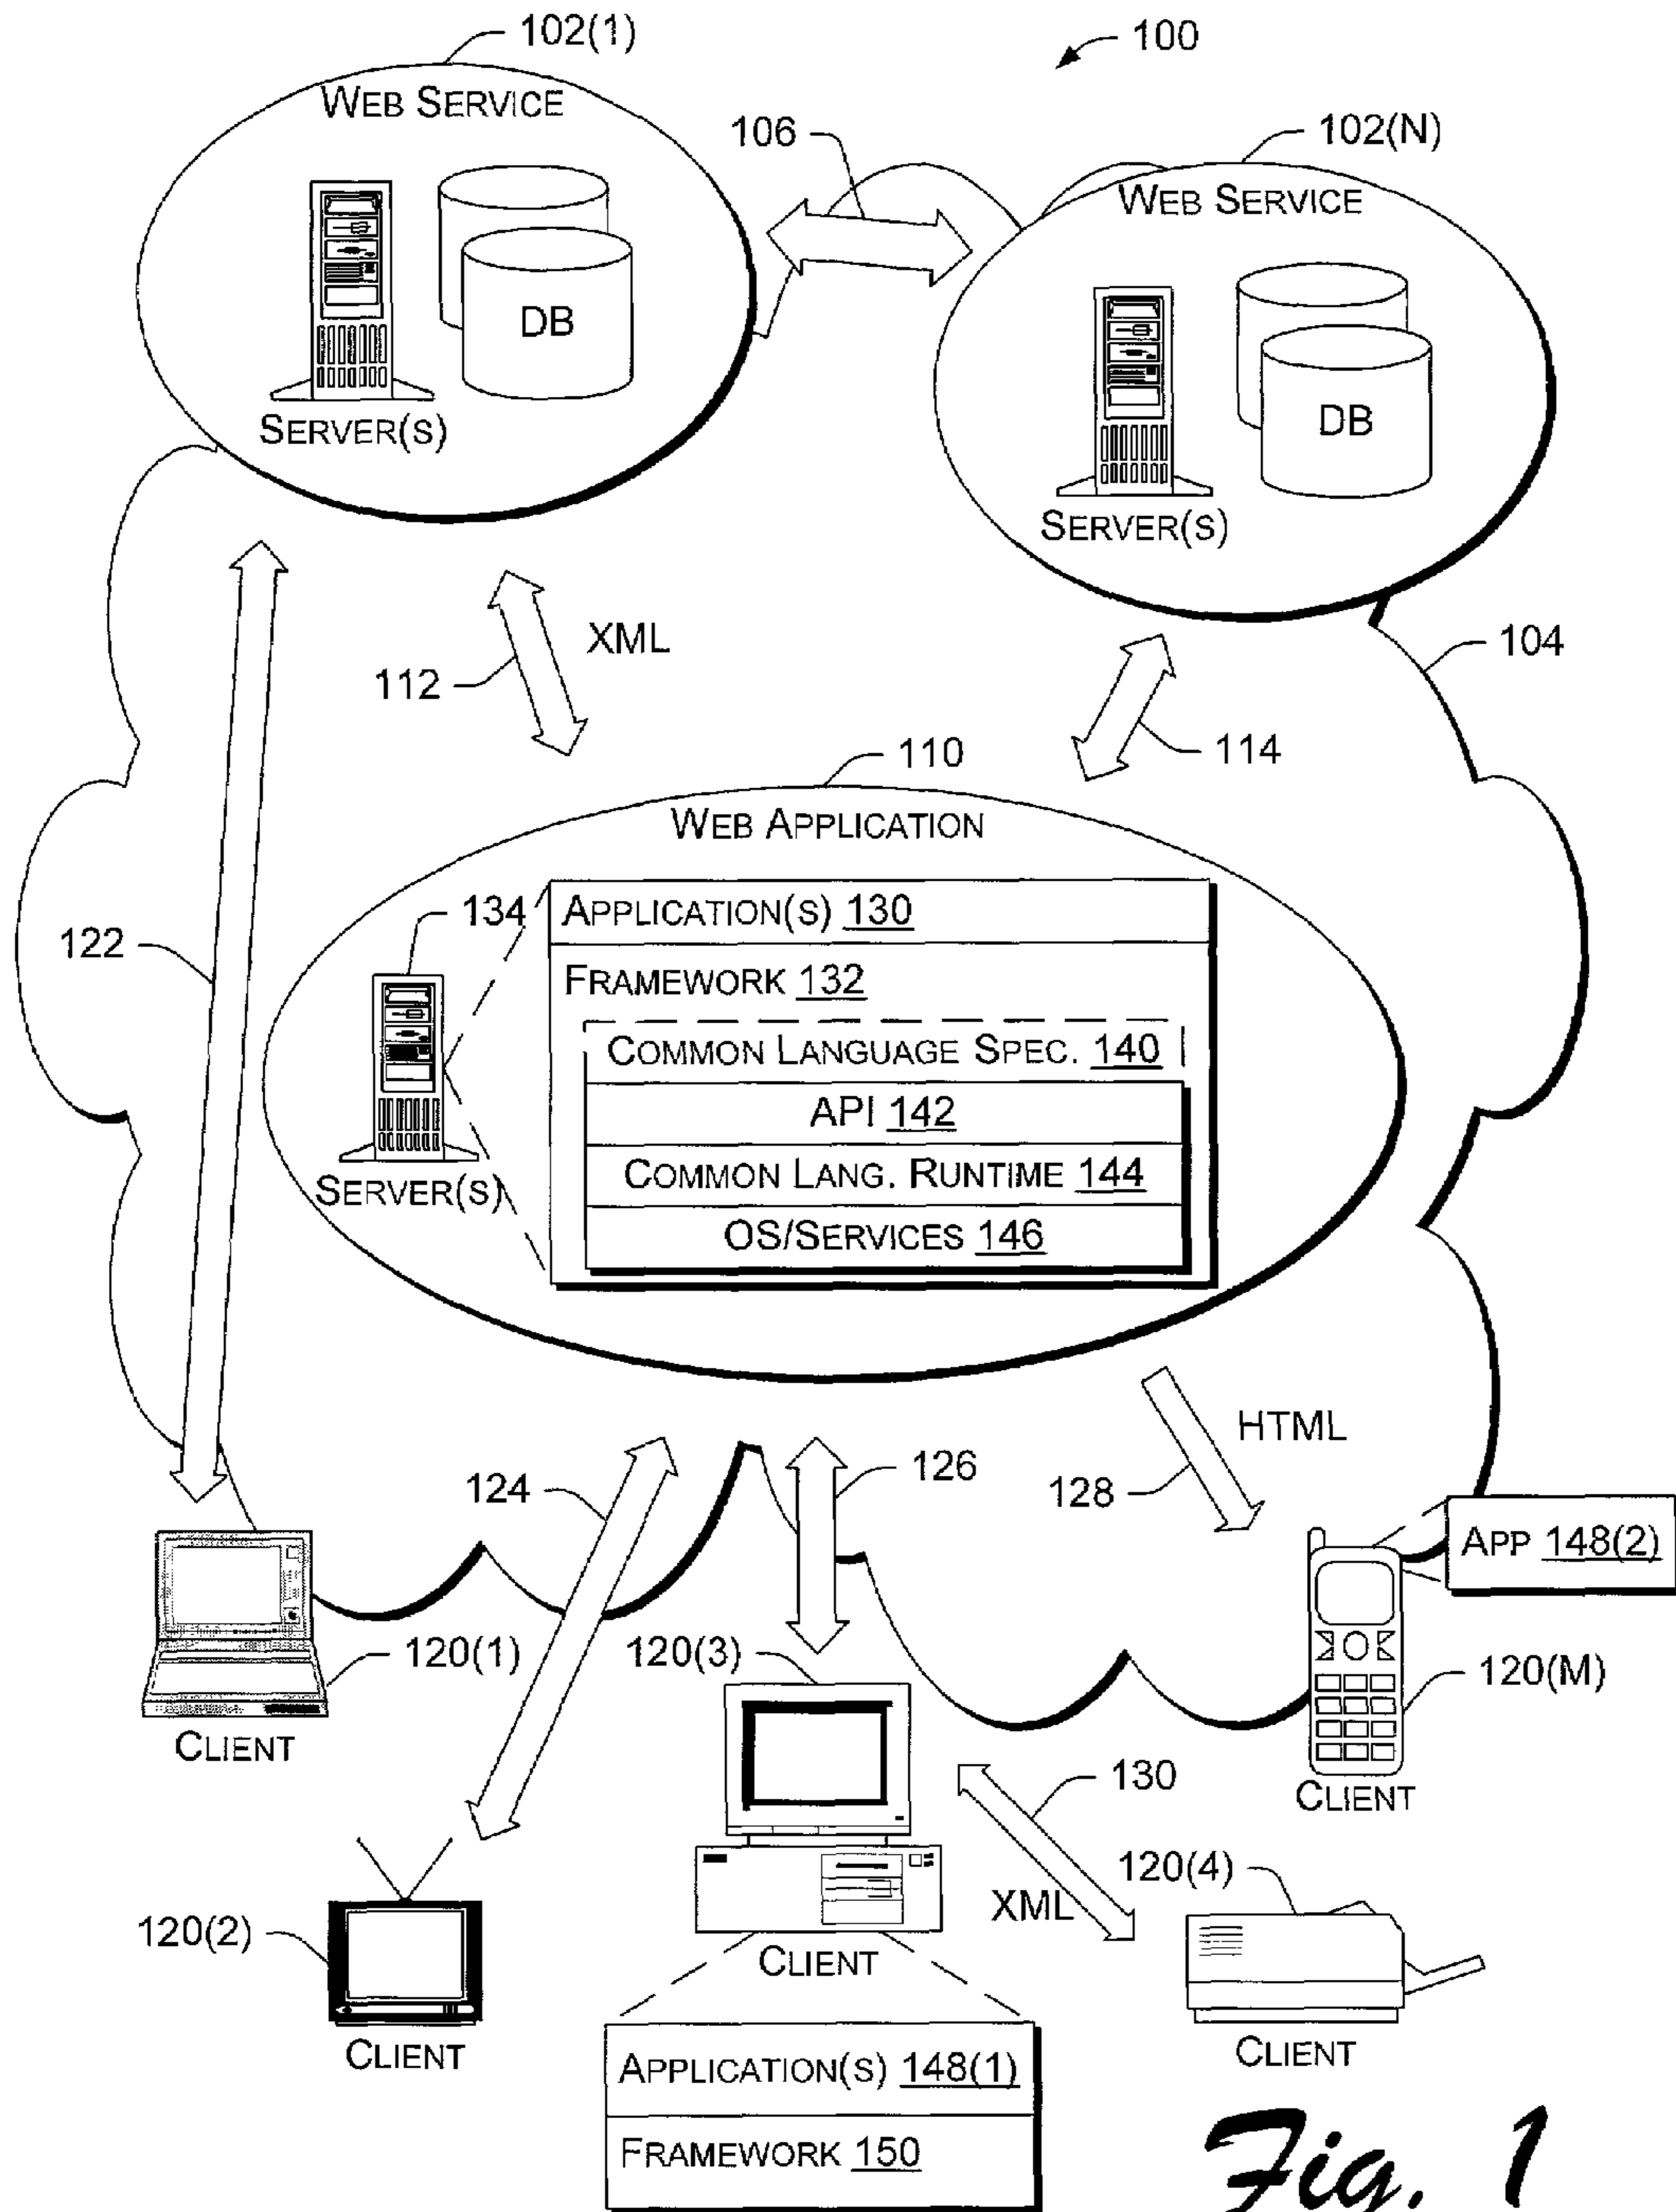 102(1)
100
WEB SERVICE
106
102(N)
WEB SERVICE
DB
SERVER(S)
DB
SERVER(S)
XML
112
104
114
110
WEB APPLICATION
134
APPLICATION(S) 130
122
FRAMEWORK 132
COMMON LANGUAGE SPEC. 140
API 142
COMMON LANG. RUNTIME 144
SERVER(S)
OS/SERVICES 146
HTML
124
126
128
APP 148(2)
120(1)
120(3)
120(M)
CLIENT
CLIENT
130
120(4)
XML
120(2)
CLIENT
CLIENT
CLIENT
APPLICATION(S) 148(1)
FRAMEWORK 150
Fig. 1